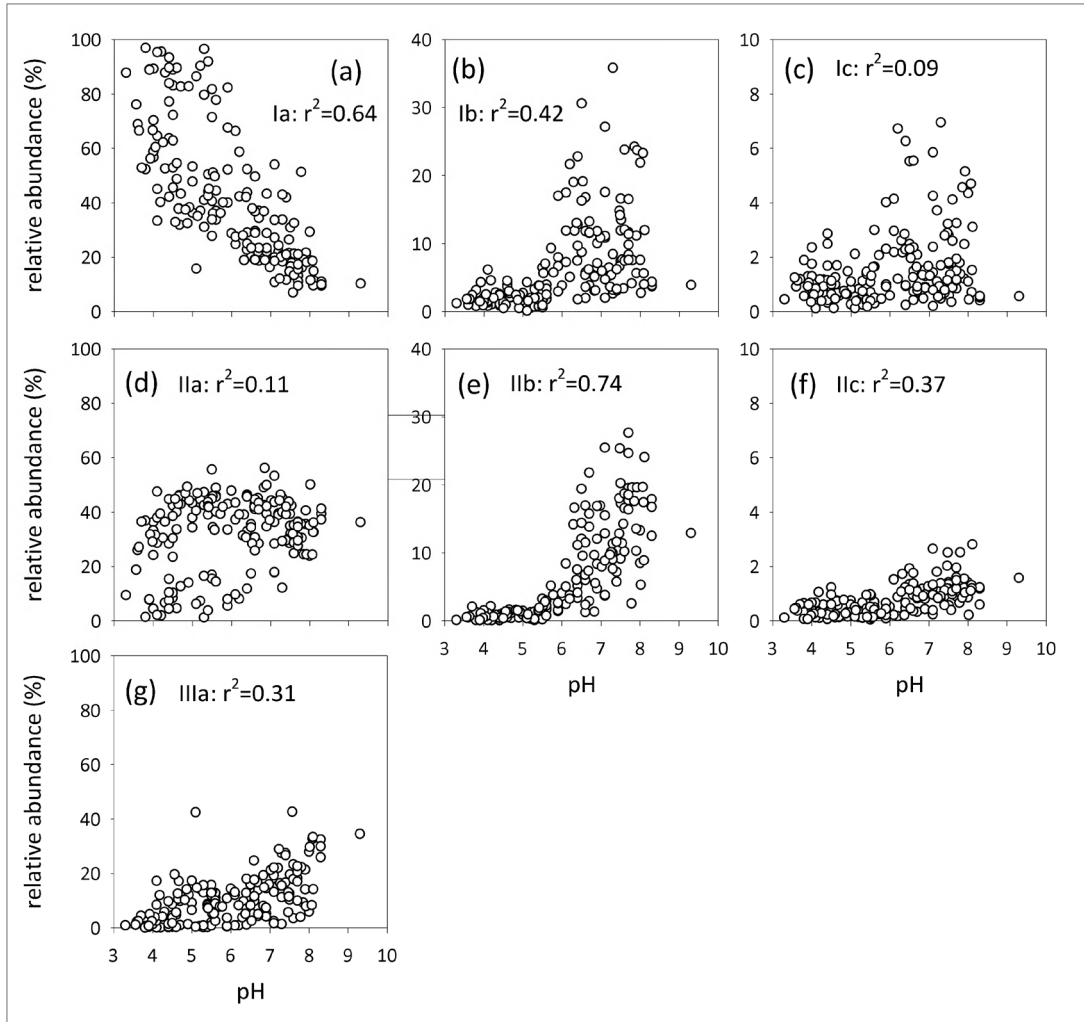 relative abundance (%)
100
80
60
40
20
0
(a)
Ia: r²=0.64
40
30
20
10
0
(b)
Ib: r²=0.42
10
8
6
4
2
0
(c)
Ic: r²=0.09
relative abundance (%)
100
80
60
40
20
0
(d) IIa: r²=0.11
40
30
20
10
0
(e) IIb: r²=0.74
3 4 5 6 7 8 9 10
pH
10
8
6
4
2
0
(f) IIc: r²=0.37
3 4 5 6 7 8 9 10
pH
relative abundance (%)
100
80
60
40
20
0
(g) IIIa: r²=0.31
3 4 5 6 7 8 9 10
pH